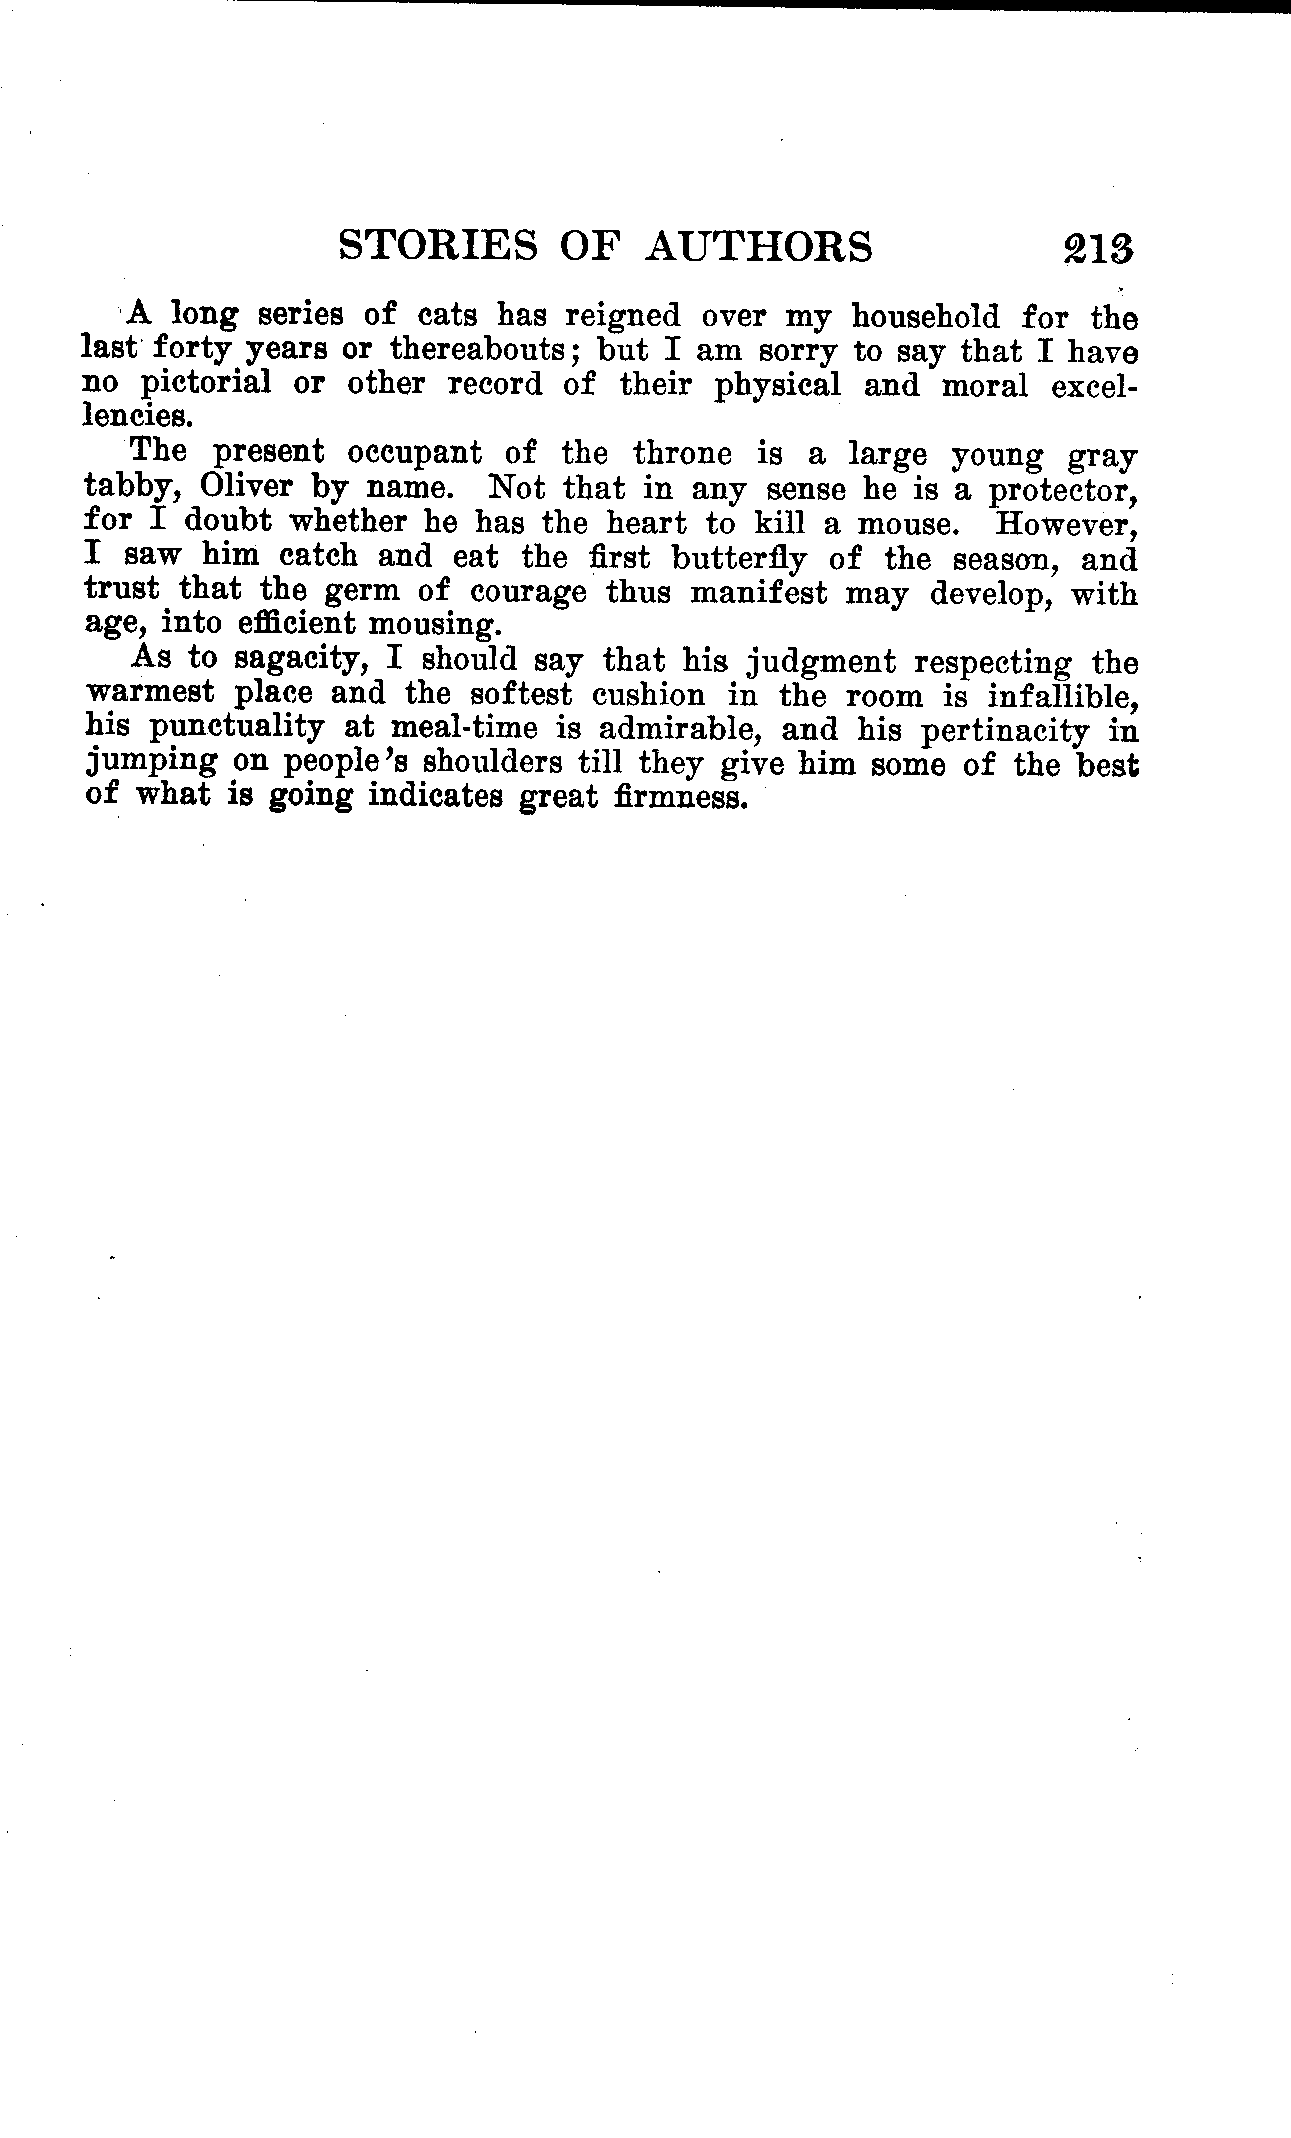 STORIES OF AUTHORS 213
A long series of cats has reigned over my household for the
last forty years or thereabouts; but I am sorry to say that I have
no pictorial or other record of their physical and moral excel-
lencies.
The present occupant of the throne is a large young gray
tabby, Oliver by name. Not that in any sense he is a protector,
for I doubt whether he has the heart to kill a mouse. However,
I saw him catch and eat the first butterfly of the season, and
trust that the germ of courage thus manifest may develop, with
age, into efficient mousing.
As to sagacity, I should say that his judgment respecting the
warmest place and the softest cushion in the room is infallible,
his punctuality at meal-time is admirable, and his pertinacity in
jumping on people's shoulders till they give him some of the best
of what is going indicates great firmness.